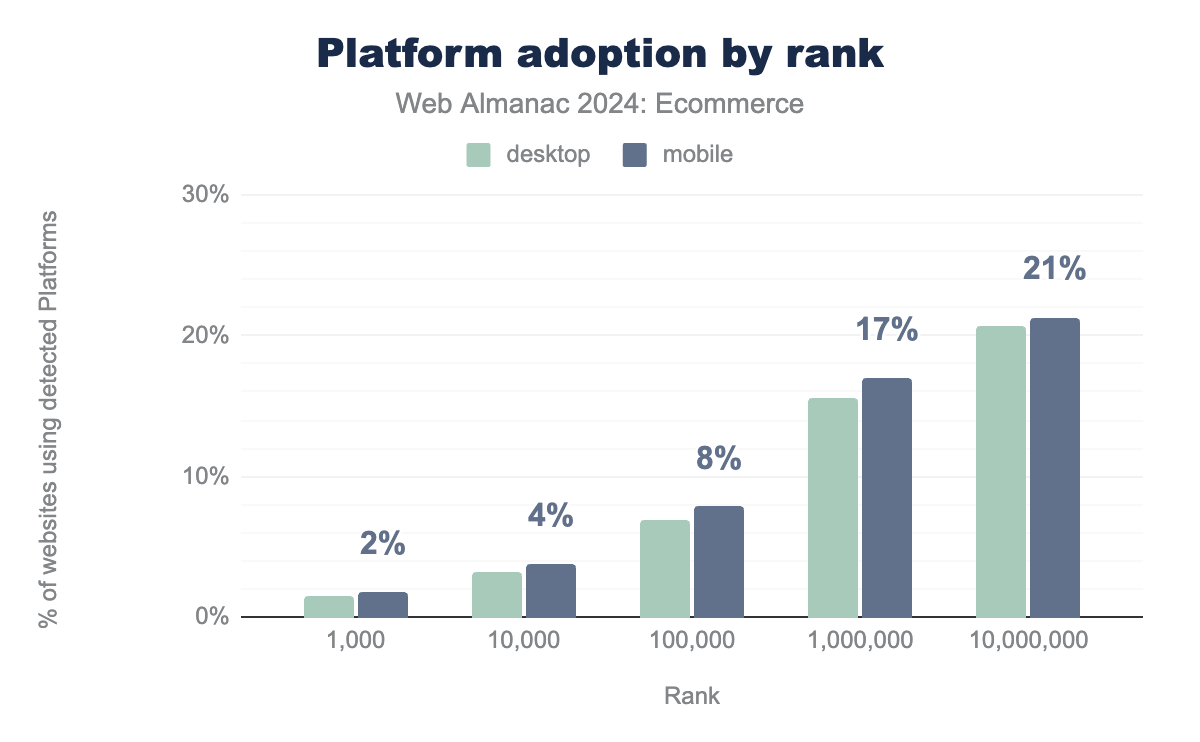 Platform adoption by rank
Web Almanac 2024: Ecommerce
desktop
mobile
% of websites using detected Platforms
30%
20%
10%
0%
2%
4%
8%
17%
21%
1,000
10,000
100,000
1,000,000
10,000,000
Rank